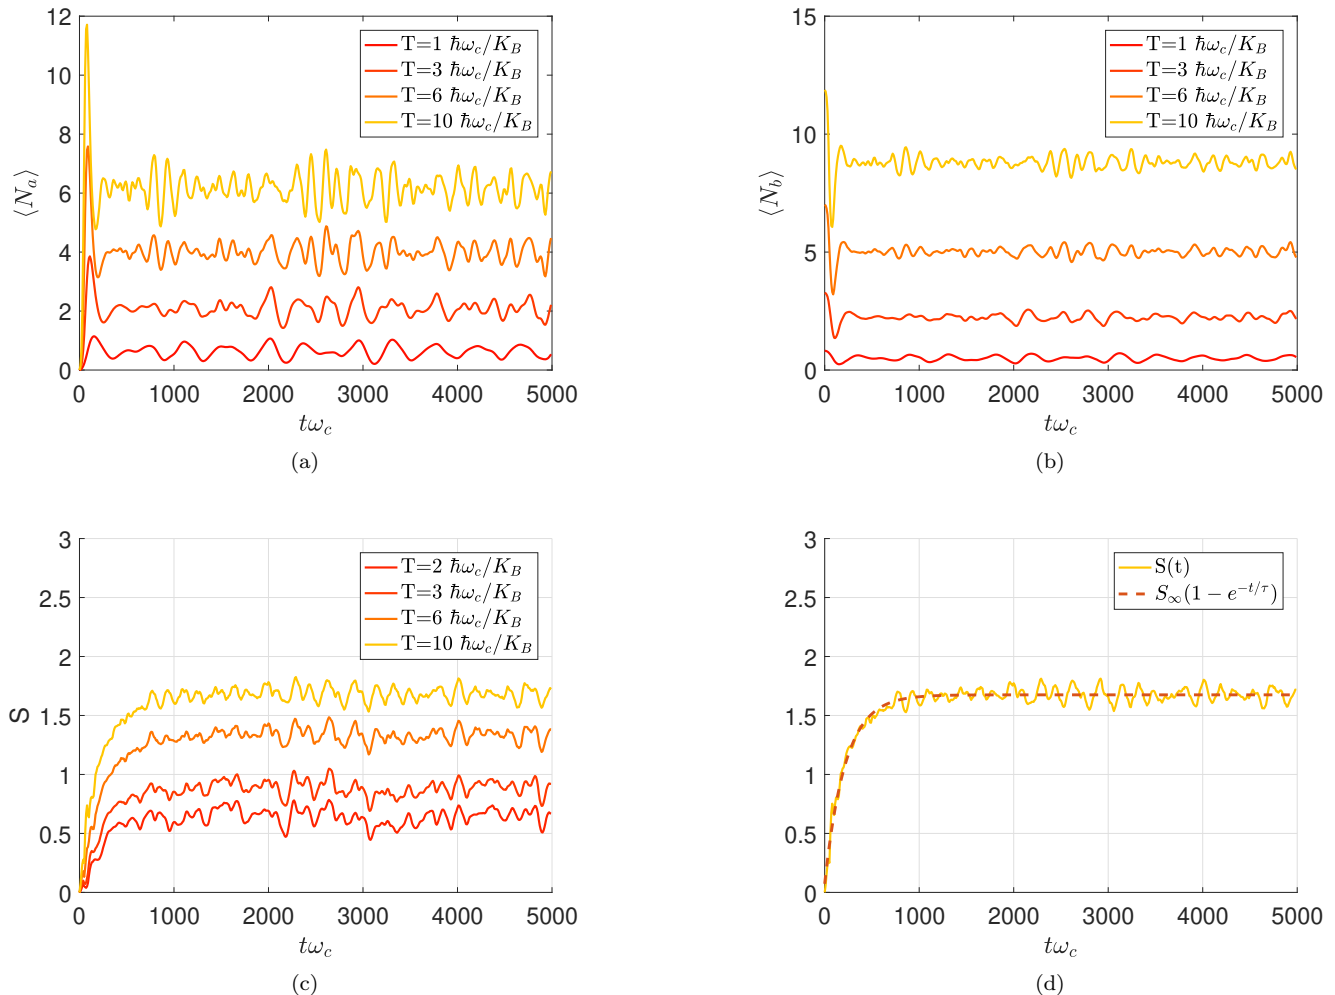 12
10
8
6
4
2
0
⟨N_a⟩
T=1 ℏω_c/K_B
T=3 ℏω_c/K_B
T=6 ℏω_c/K_B
T=10 ℏω_c/K_B
0 1000 2000 3000 4000 5000
tω_c
(a)
15
10
5
0
⟨N_b⟩
T=1 ℏω_c/K_B
T=3 ℏω_c/K_B
T=6 ℏω_c/K_B
T=10 ℏω_c/K_B
0 1000 2000 3000 4000 5000
tω_c
(b)
3
2.5
2
1.5
1
0.5
0
S
T=2 ℏω_c/K_B
T=3 ℏω_c/K_B
T=6 ℏω_c/K_B
T=10 ℏω_c/K_B
0 1000 2000 3000 4000 5000
tω_c
(c)
3
2.5
2
1.5
1
0.5
0
S(t)
S_∞(1 − e^{−t/τ})
0 1000 2000 3000 4000 5000
tω_c
(d)